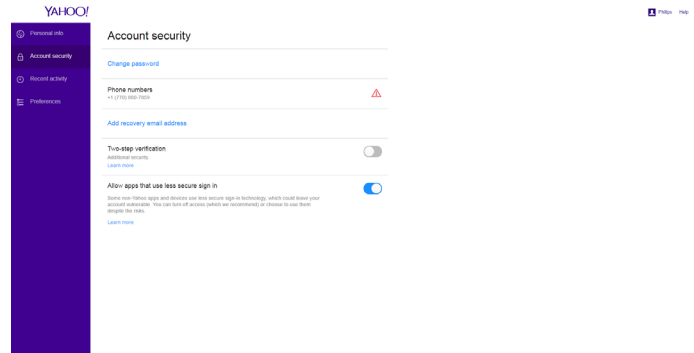 YAHOO!
Philips Help
Personal info
Account security
Recent activity
Preferences
Account security
Change password
Phone numbers
Add recovery email address
Two-step verification
Additional security.
Learn more
Allow apps that use less secure sign in
Some non-Yahoo apps and devices use less secure sign-in technology, which could leave your
account vulnerable. You can turn off access (which we recommend) or choose to use them
despite the risks.
Learn more